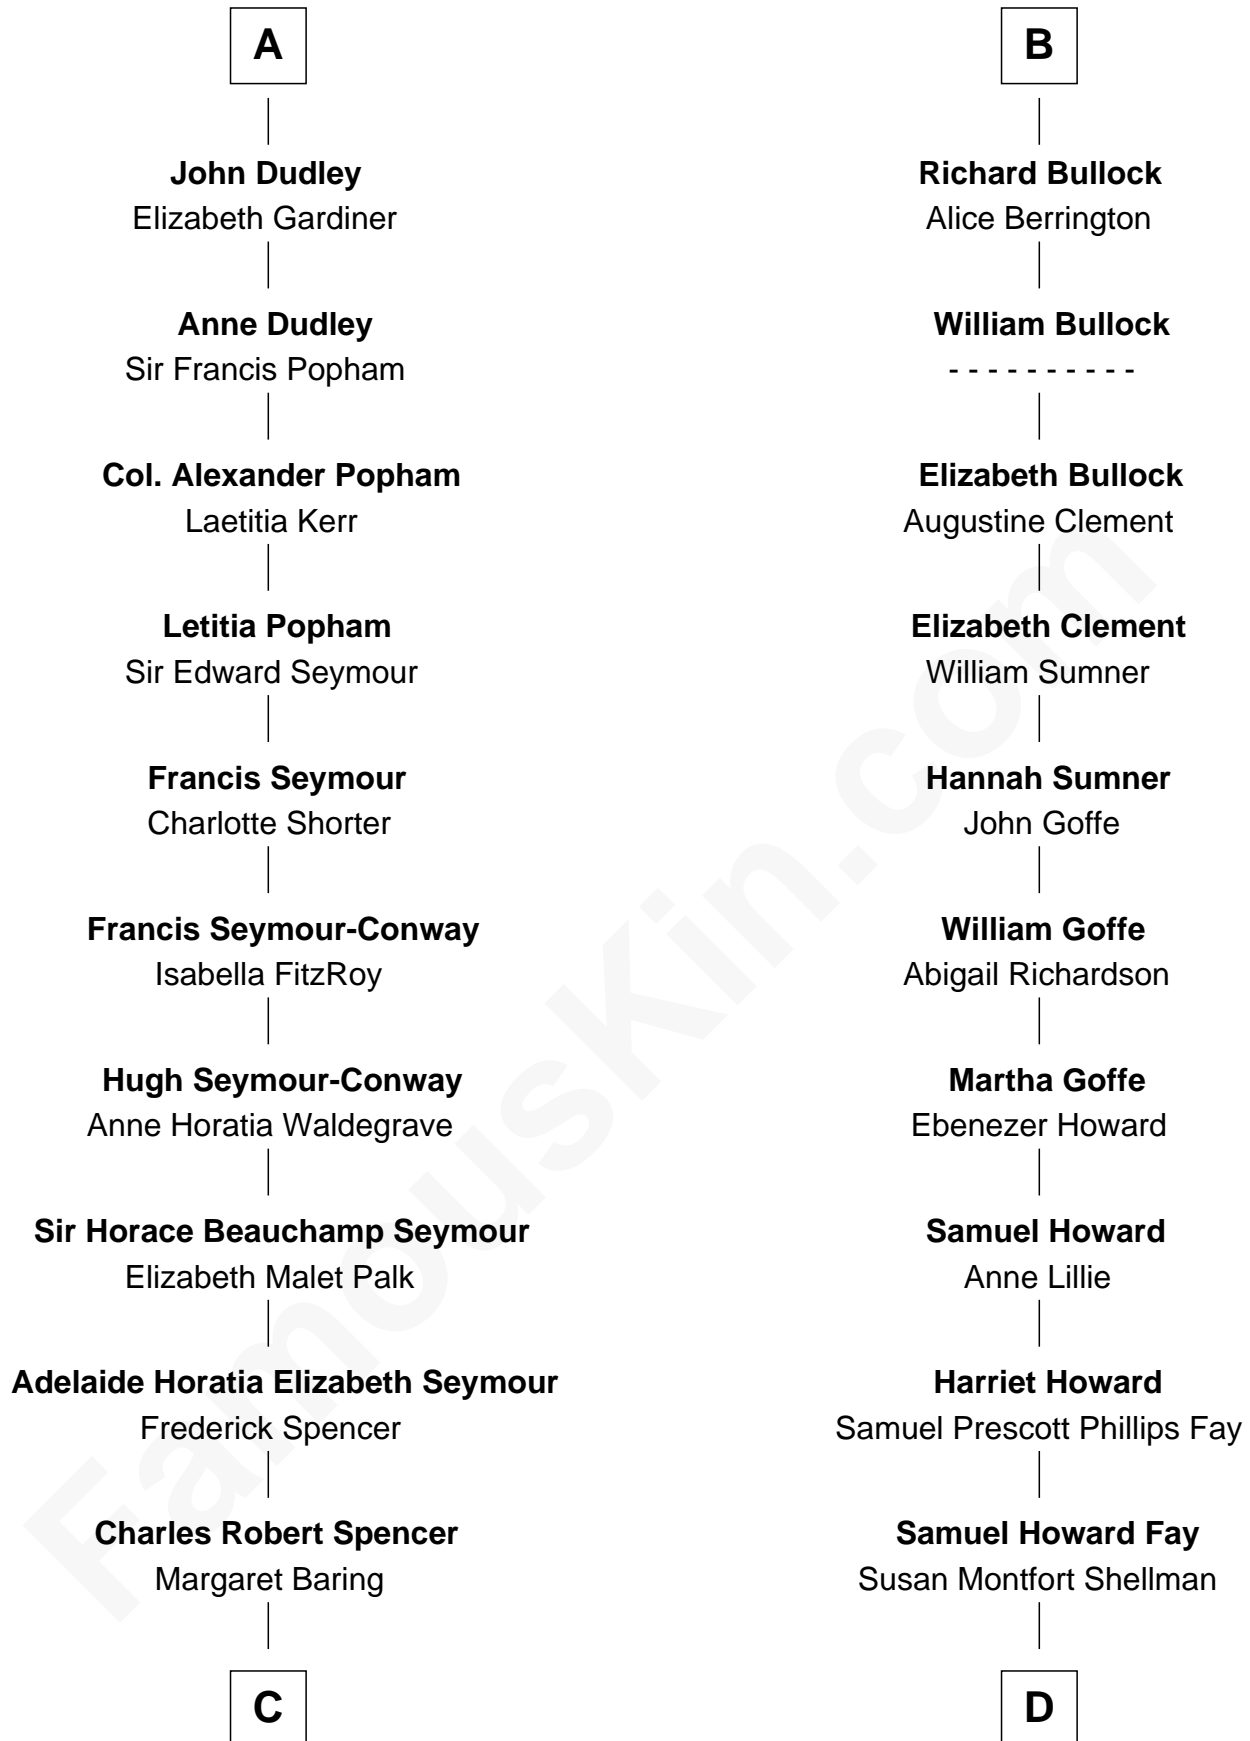 A
John Dudley
Elizabeth Gardiner
Anne Dudley
Sir Francis Popham
Col. Alexander Popham
Laetitia Kerr
Letitia Popham
Sir Edward Seymour
Francis Seymour
Charlotte Shorter
Francis Seymour-Conway
Isabella FitzRoy
Hugh Seymour-Conway
Anne Horatia Waldegrave
Sir Horace Beauchamp Seymour
Elizabeth Malet Palk
Adelaide Horatia Elizabeth Seymour
Frederick Spencer
Charles Robert Spencer
Margaret Baring
C
B
Richard Bullock
Alice Berrington
William Bullock
- - - - - - - - - -
Elizabeth Bullock
Augustine Clement
Elizabeth Clement
William Sumner
Hannah Sumner
John Goffe
William Goffe
Abigail Richardson
Martha Goffe
Ebenezer Howard
Samuel Howard
Anne Lillie
Harriet Howard
Samuel Prescott Phillips Fay
Samuel Howard Fay
Susan Montfort Shellman
D
FamousKin.com